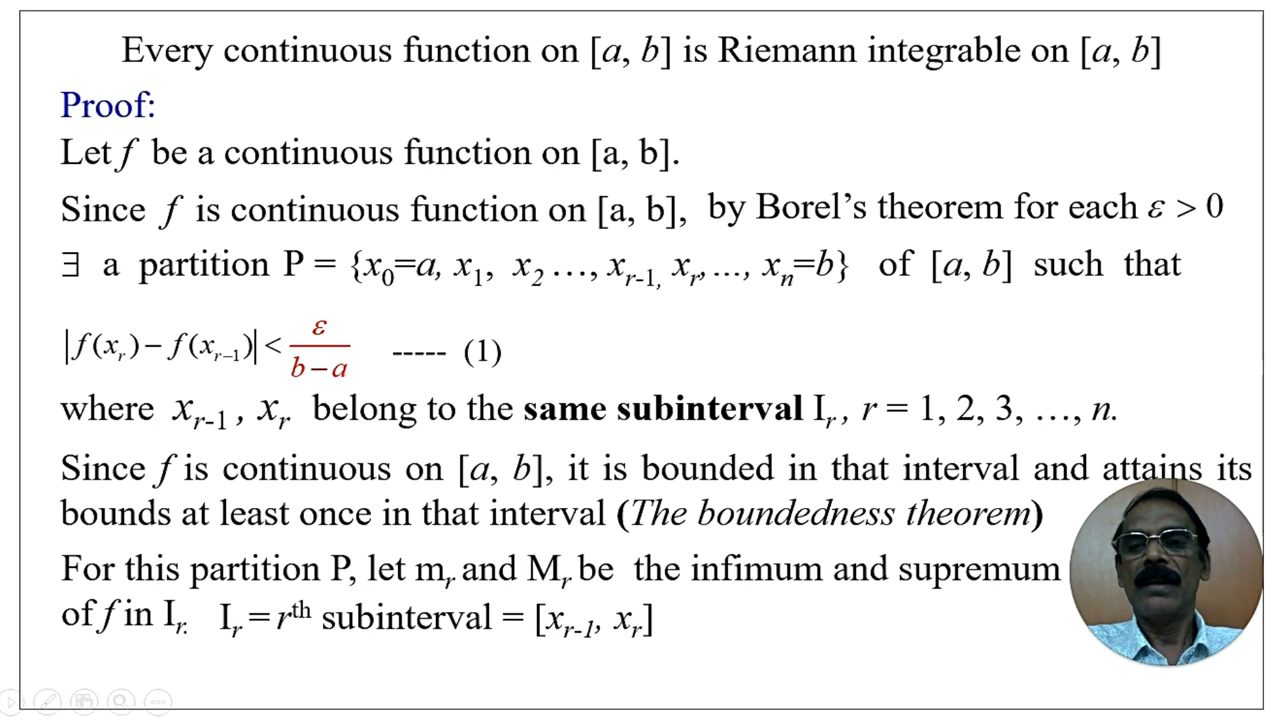 Every continuous function on [a, b] is Riemann integrable on [a, b]
Proof:
Let f be a continuous function on [a, b].
Since f is continuous function on [a, b], by Borel's theorem for each ε > 0
∃ a partition P = {x₀=a, x₁, x₂ …, xᵣ₋₁, xᵣ, …, xₙ=b} of [a, b] such that
|f(xᵣ) − f(xᵣ₋₁)| < ε/(b−a) ----- (1)
where xᵣ₋₁ , xᵣ belong to the same subinterval Iᵣ , r = 1, 2, 3, …, n.
Since f is continuous on [a, b], it is bounded in that interval and attains its
bounds at least once in that interval (The boundedness theorem)
For this partition P, let mᵣ and Mᵣ be the infimum and supremum
of f in Iᵣ. Iᵣ = rᵗʰ subinterval = [xᵣ₋₁, xᵣ]